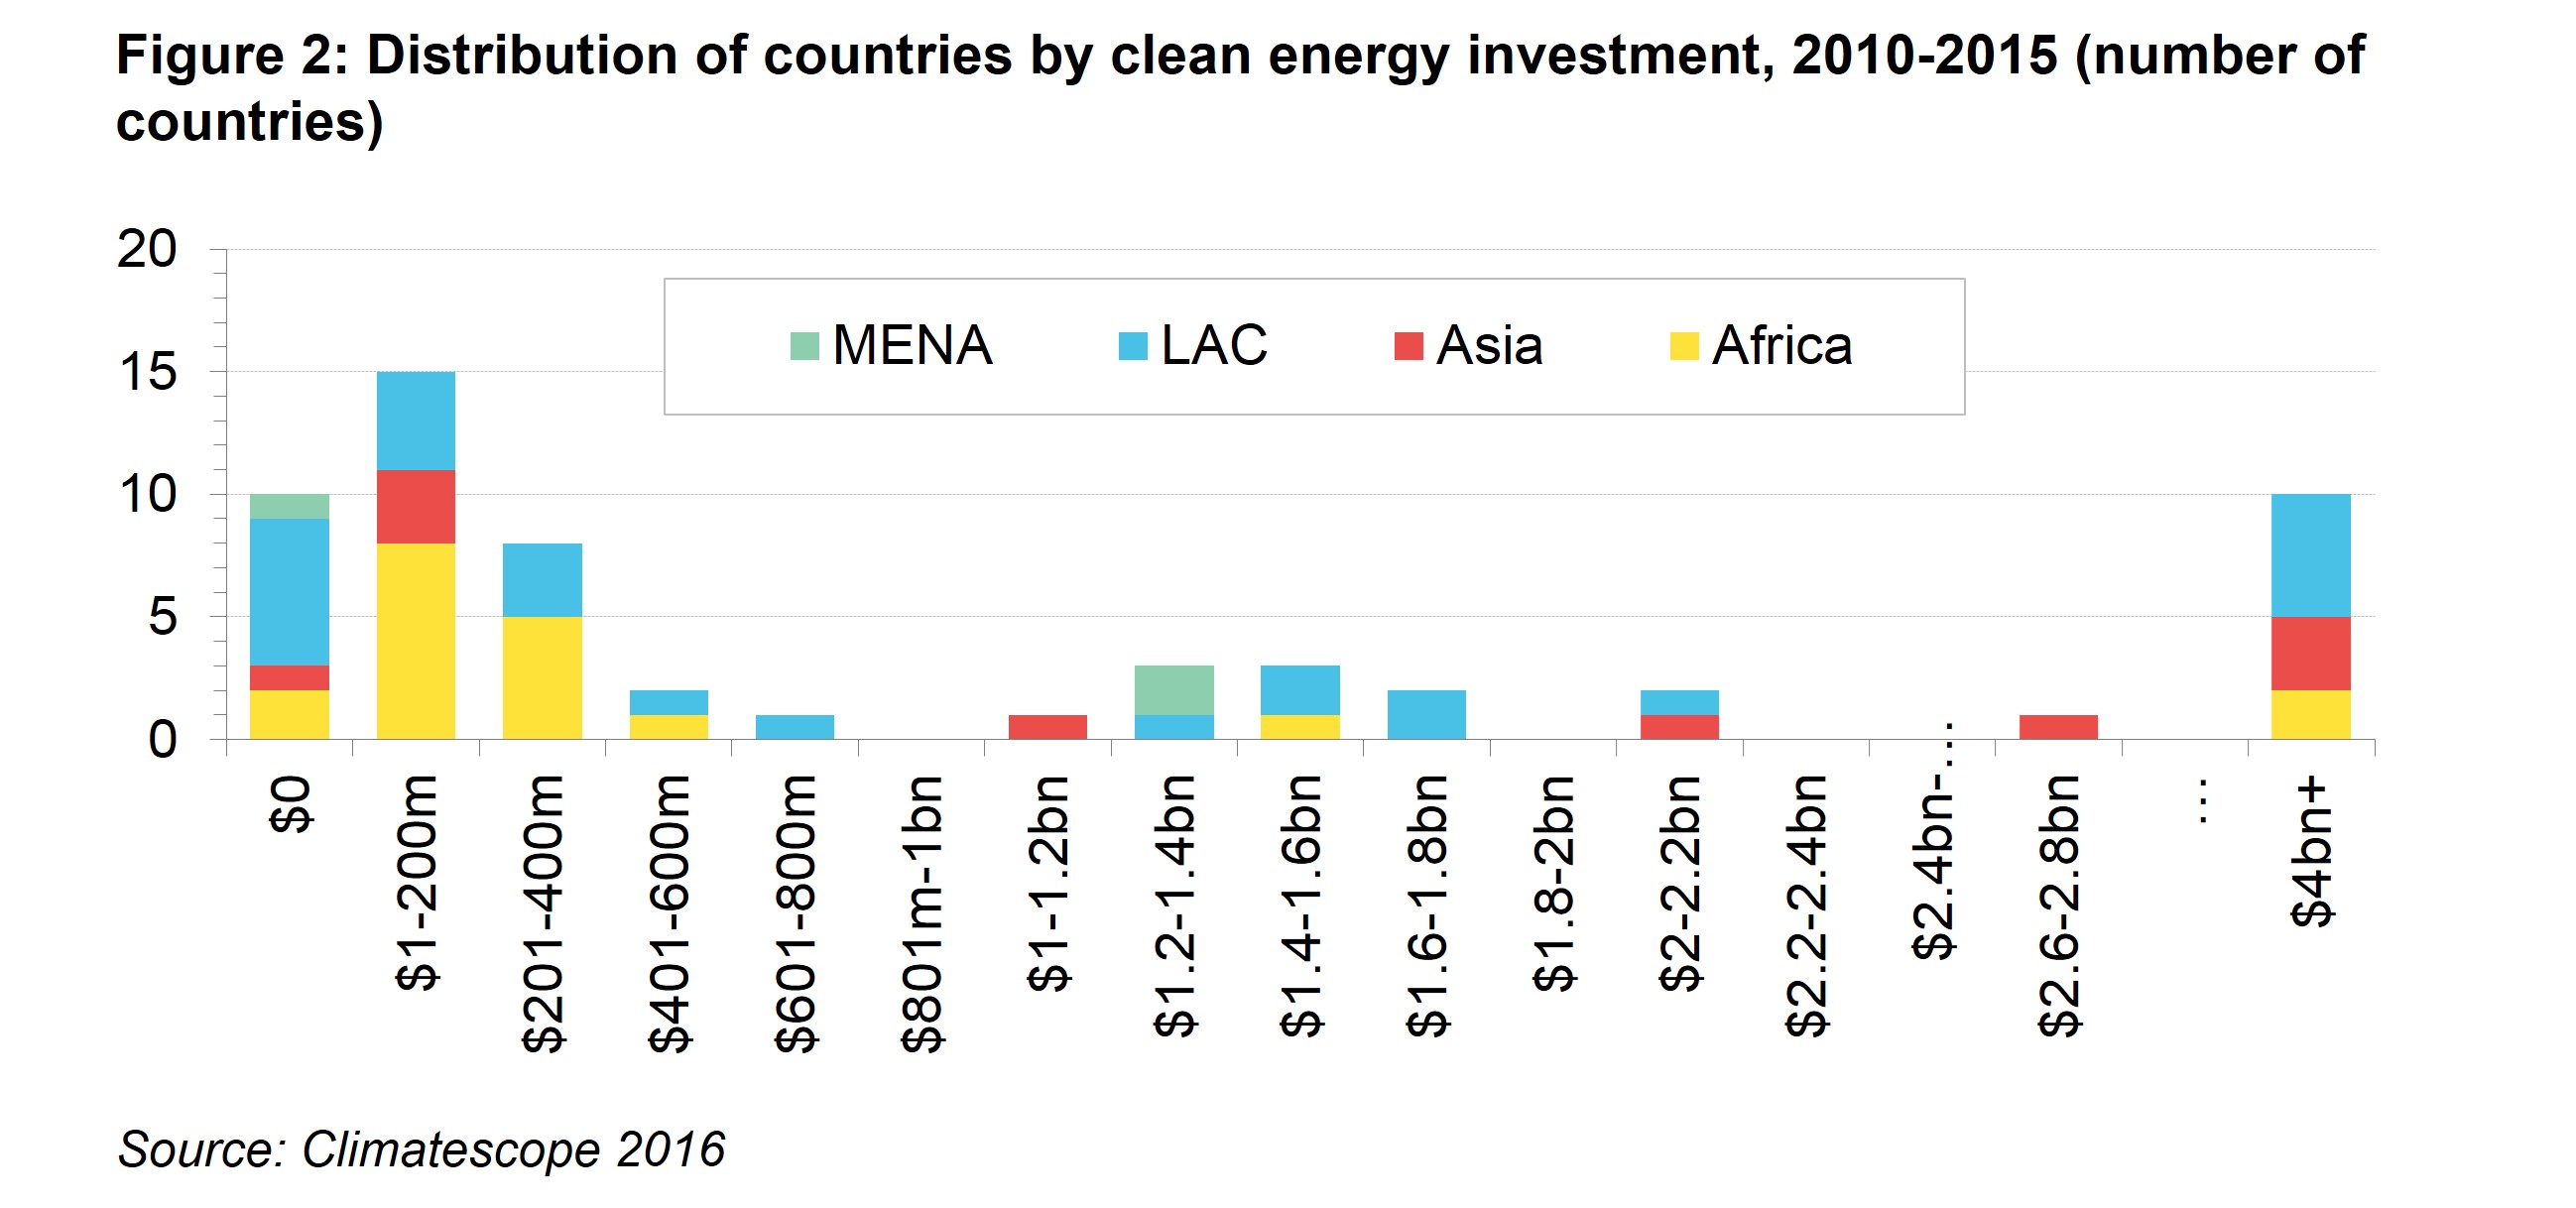 Figure 2: Distribution of countries by clean energy investment, 2010-2015 (number of
countries)
20
15
10
5
0
MENA LAC Asia Africa
$0
$1-200m
$201-400m
$401-600m
$601-800m
$801m-1bn
$1-1.2bn
$1.2-1.4bn
$1.4-1.6bn
$1.6-1.8bn
$1.8-2bn
$2-2.2bn
$2.2-2.4bn
$2.4bn-…
$2.6-2.8bn
…
$4bn+
Source: Climatescope 2016